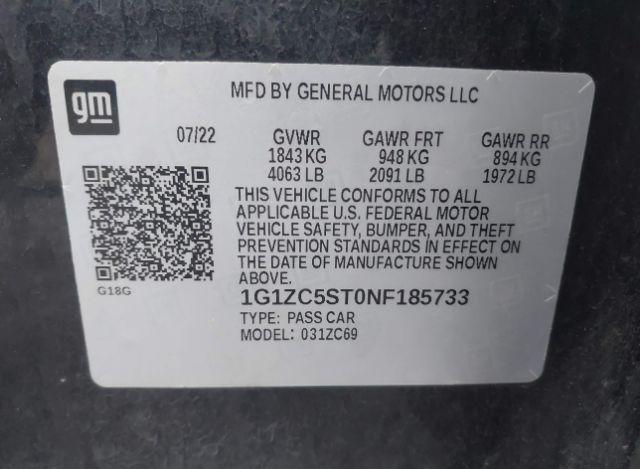 gm
MFD BY GENERAL MOTORS LLC
07/22 GVWR GAWR FRT GAWR RR
1843 KG 948 KG 894 KG
4063 LB 2091 LB 1972 LB
THIS VEHICLE CONFORMS TO ALL
APPLICABLE U.S. FEDERAL MOTOR
VEHICLE SAFETY, BUMPER, AND THEFT
PREVENTION STANDARDS IN EFFECT ON
THE DATE OF MANUFACTURE SHOWN
ABOVE.
G18G
1G1ZC5ST0NF185733
TYPE: PASS CAR
MODEL: 031ZC69